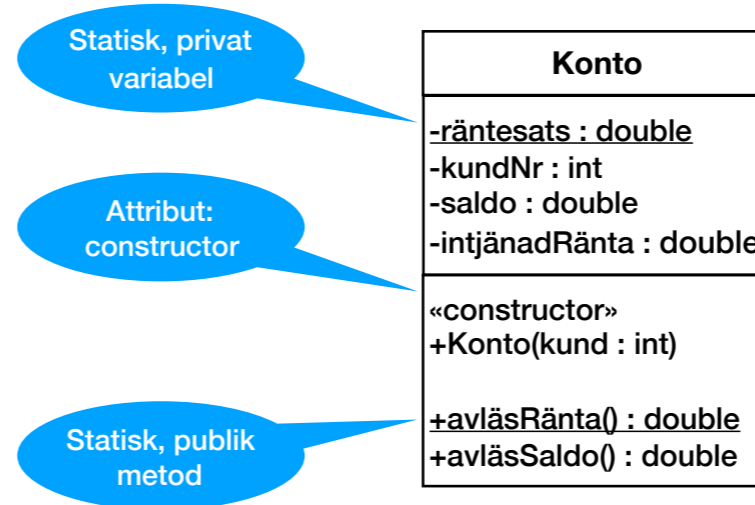 Statisk, privat
variabel
Attribut:
constructor
Statisk, publik
metod
Konto
-räntesats : double
-kundNr : int
-saldo : double
-intjänadRänta : double
«constructor»
+Konto(kund : int)
+avläsRänta() : double
+avläsSaldo() : double